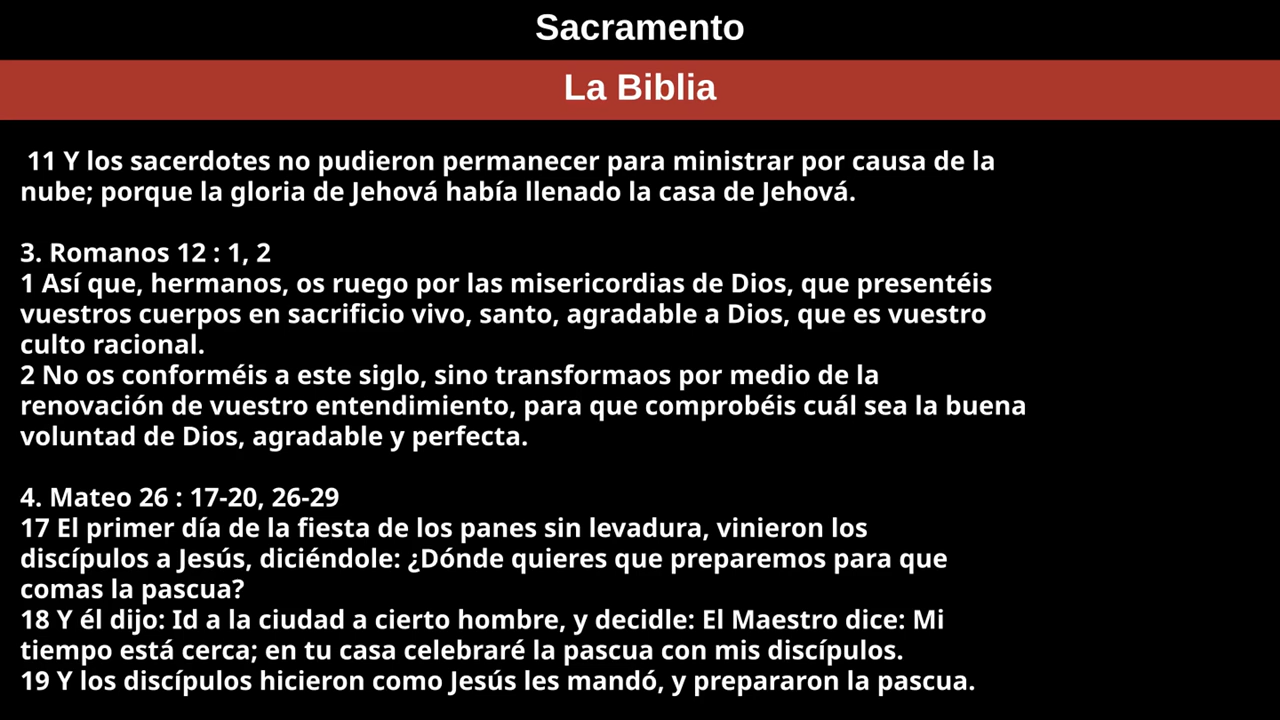 Sacramento
La Biblia
11 Y los sacerdotes no pudieron permanecer para ministrar por causa de la
nube; porque la gloria de Jehová había llenado la casa de Jehová.
3. Romanos 12 : 1, 2
1 Así que, hermanos, os ruego por las misericordias de Dios, que presentéis
vuestros cuerpos en sacrificio vivo, santo, agradable a Dios, que es vuestro
culto racional.
2 No os conforméis a este siglo, sino transformaos por medio de la
renovación de vuestro entendimiento, para que comprobéis cuál sea la buena
voluntad de Dios, agradable y perfecta.
4. Mateo 26 : 17-20, 26-29
17 El primer día de la fiesta de los panes sin levadura, vinieron los
discípulos a Jesús, diciéndole: ¿Dónde quieres que preparemos para que
comas la pascua?
18 Y él dijo: Id a la ciudad a cierto hombre, y decidle: El Maestro dice: Mi
tiempo está cerca; en tu casa celebraré la pascua con mis discípulos.
19 Y los discípulos hicieron como Jesús les mandó, y prepararon la pascua.